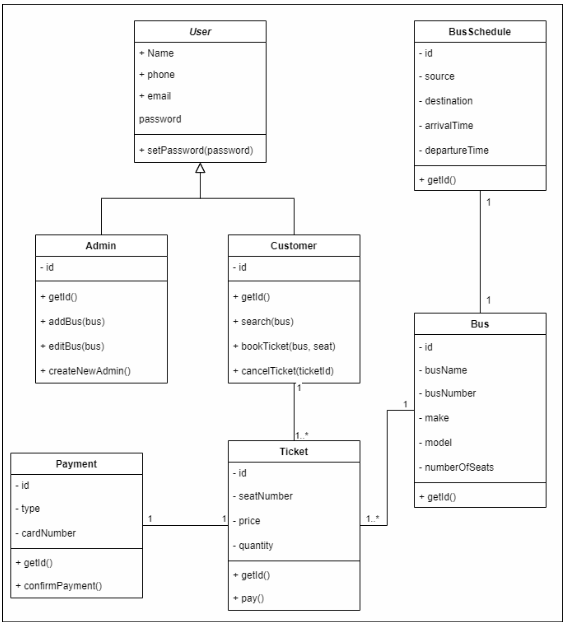 User
+ Name
+ phone
+ email
password
+ setPassword(password)
BusSchedule
- id
- source
- destination
- arrivalTime
- departureTime
+ getId()
1
1
Admin
- id
+ getId()
+ addBus(bus)
+ editBus(bus)
+ createNewAdmin()
Customer
- id
+ getId()
+ search(bus)
+ bookTicket(bus, seat)
+ cancelTicket(ticketId)
1
1..*
Bus
- id
- busName
- busNumber
- make
- model
- numberOfSeats
+ getId()
1
1..*
Payment
- id
- type
- cardNumber
+ getId()
+ confirmPayment()
1
1
Ticket
- id
- seatNumber
- price
- quantity
+ getId()
+ pay()